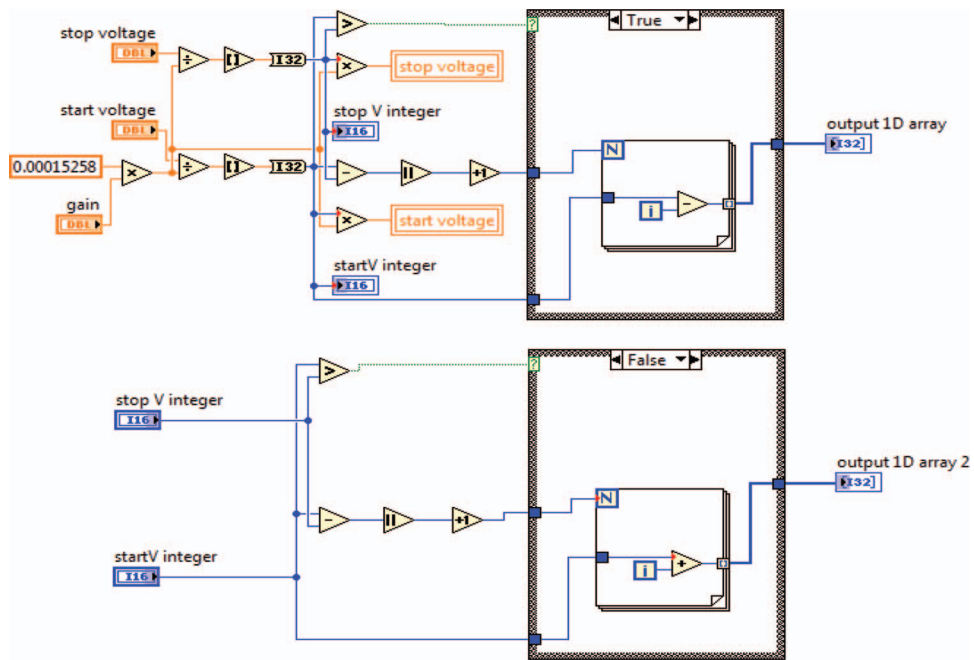 True
stop voltage
DBL
÷
[ ]
I32
>
?
×
stop voltage
stop V integer
I16
start voltage
DBL
0.00015258
×
÷
[ ]
I32
gain
DBL
−
||
+1
N
i
−
[ ]
output 1D array
[I32]
×
start voltage
startV integer
I16
False
>
?
stop V integer
I16
−
||
+1
N
i
+
[ ]
output 1D array 2
[I32]
startV integer
I16